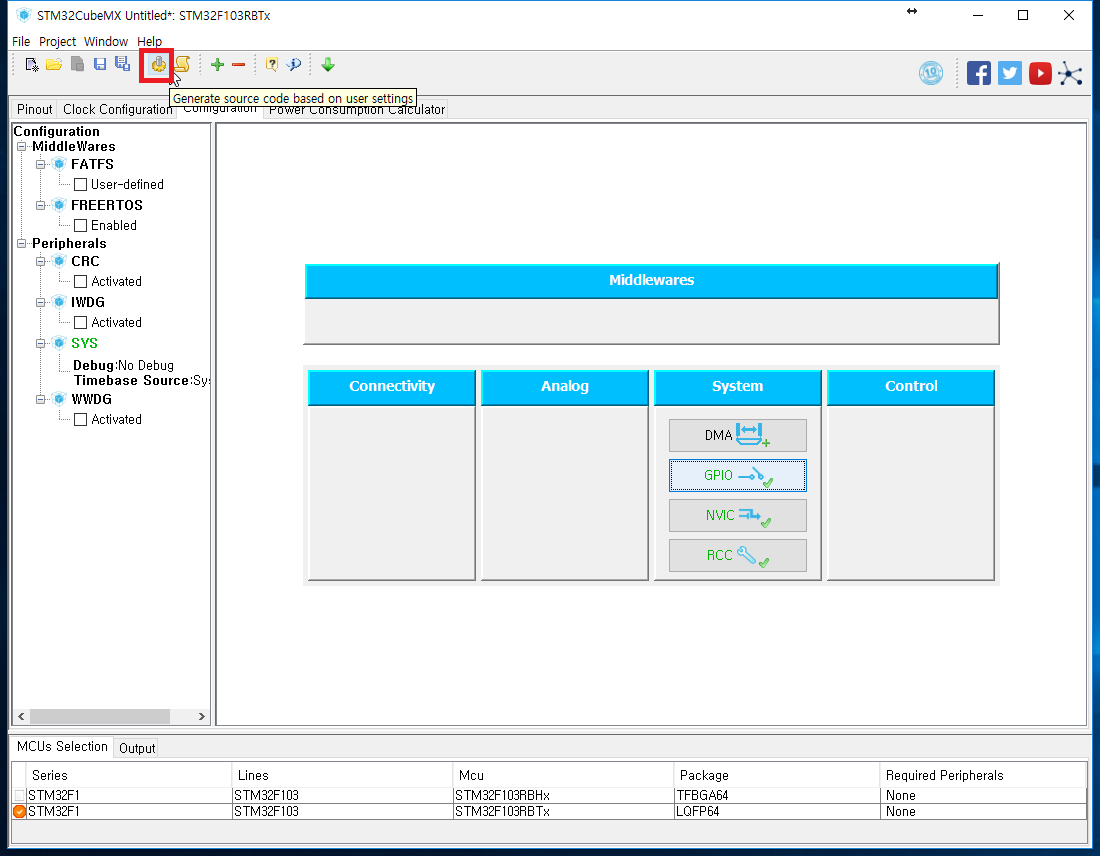 STM32CubeMX Untitled*: STM32F103RBTx
File Project Window Help
10
Generate source code based on user settings
Pinout Clock Configuration Configuration Power Consumption Calculator
Configuration
MiddleWares
FATFS
User-defined
FREERTOS
Enabled
Peripherals
CRC
Activated
IWDG
Activated
SYS
Debug:No Debug
Timebase Source:Sy
WWDG
Activated
Middlewares
Connectivity Analog System Control
DMA
GPIO
NVIC
RCC
MCUs Selection Output
Series Lines Mcu Package Required Peripherals
STM32F1 STM32F103 STM32F103RBHx TFBGA64 None
STM32F1 STM32F103 STM32F103RBTx LQFP64 None